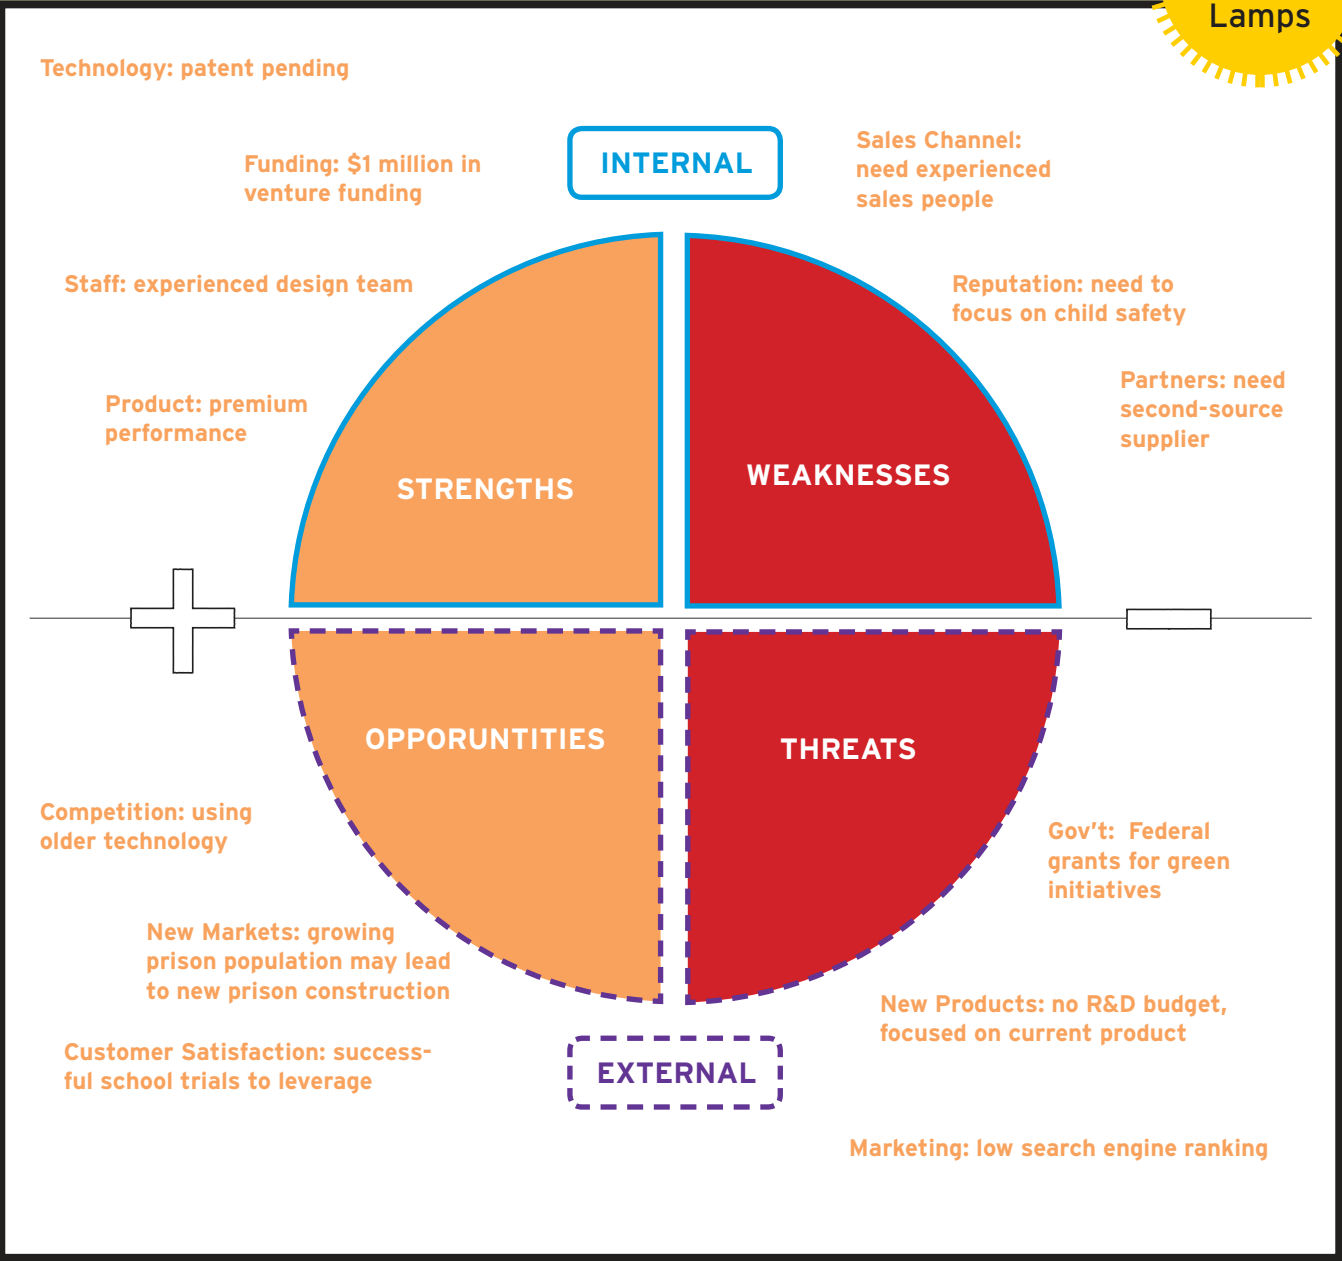 Lamps
Technology: patent pending
Funding: $1 million in
venture funding
INTERNAL
Sales Channel:
need experienced
sales people
Staff: experienced design team
Reputation: need to
focus on child safety
Product: premium
performance
Partners: need
second-source
supplier
STRENGTHS
WEAKNESSES
OPPORUNTITIES
THREATS
Competition: using
older technology
Gov't: Federal
grants for green
initiatives
New Markets: growing
prison population may lead
to new prison construction
New Products: no R&D budget,
focused on current product
Customer Satisfaction: success-
ful school trials to leverage
EXTERNAL
Marketing: low search engine ranking